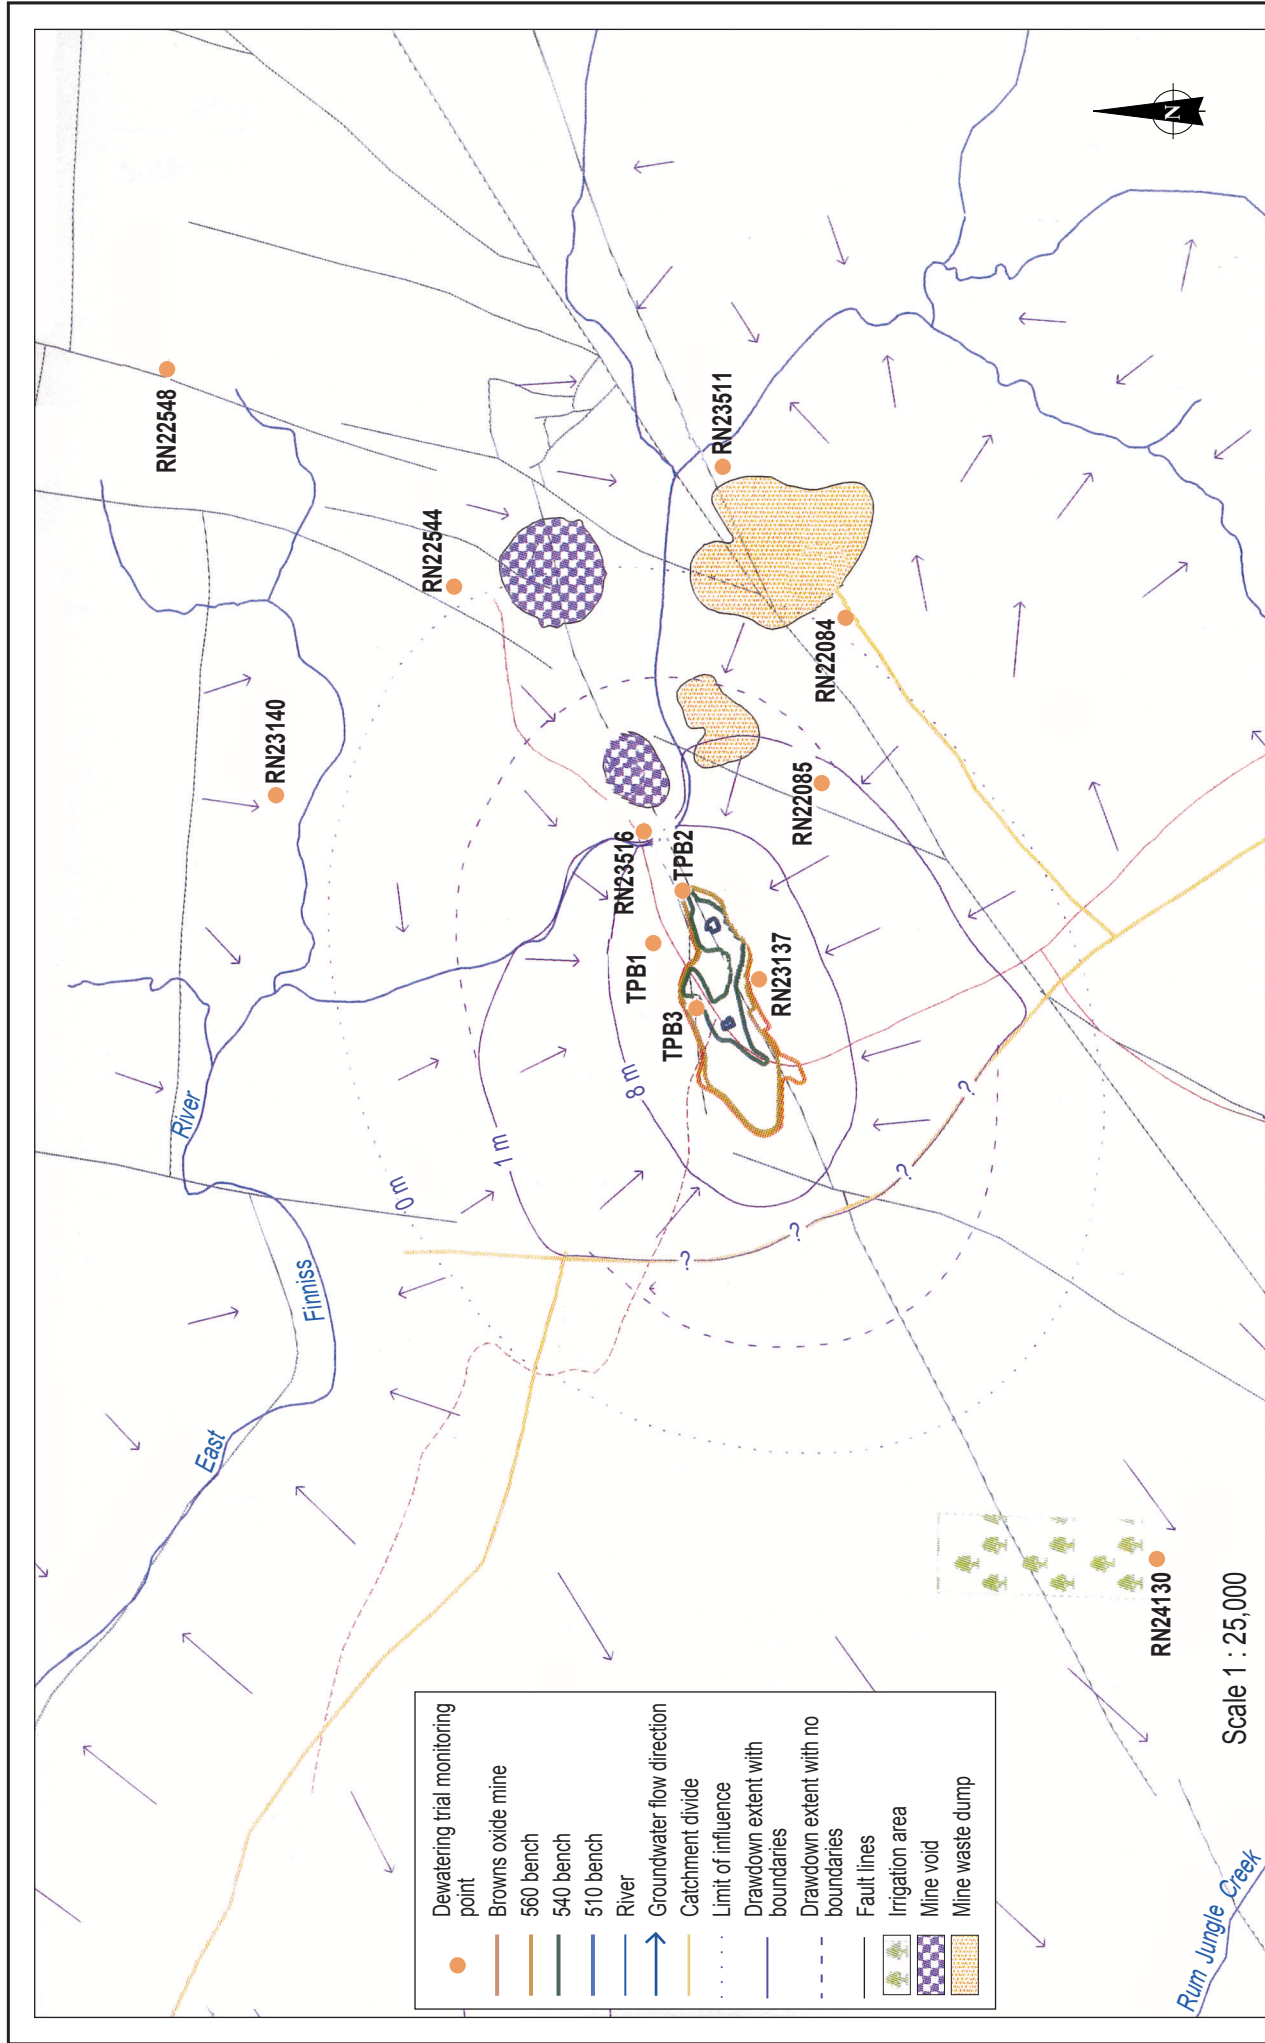 RN22548
RN22544
RN23140
RN23511
RN22084
RN22085
RN23516
TPB2
TPB1
TPB3
RN23137
RN24130
N
0 m
1 m
8 m
?
?
?
?
East
Finniss
River
Rum Jungle Creek
Scale 1 : 25,000
Dewatering trial monitoring
point
Browns oxide mine
560 bench
540 bench
510 bench
River
Groundwater flow direction
Catchment divide
Limit of influence
Drawdown extent with
boundaries
Drawdown extent with no
boundaries
Fault lines
Irrigation area
Mine void
Mine waste dump